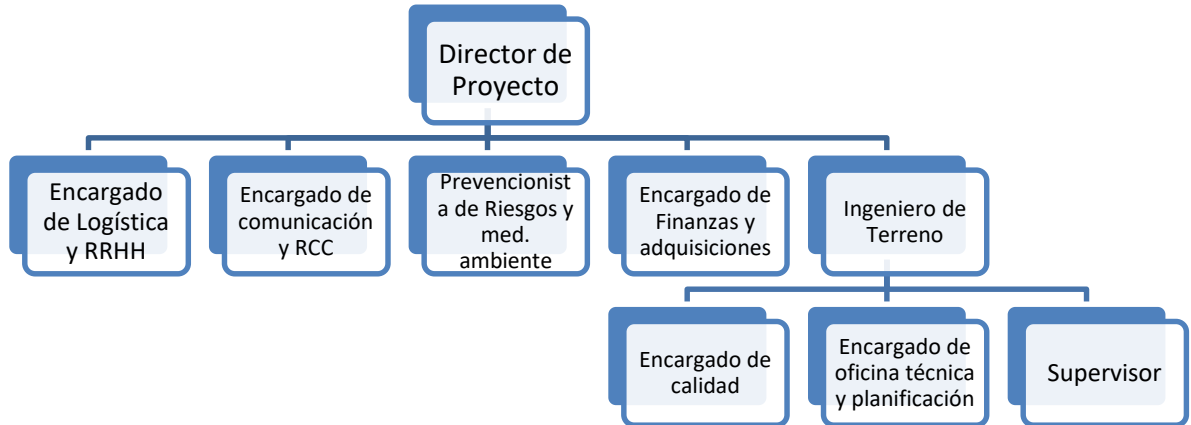 Director de
Proyecto
Encargado
de Logística
y RRHH
Encargado de
comunicación
y RCC
Prevencionist
a de Riesgos y
med.
ambiente
Encargado de
Finanzas y
adquisiciones
Ingeniero de
Terreno
Encargado de
calidad
Encargado de
oficina técnica
y planificación
Supervisor